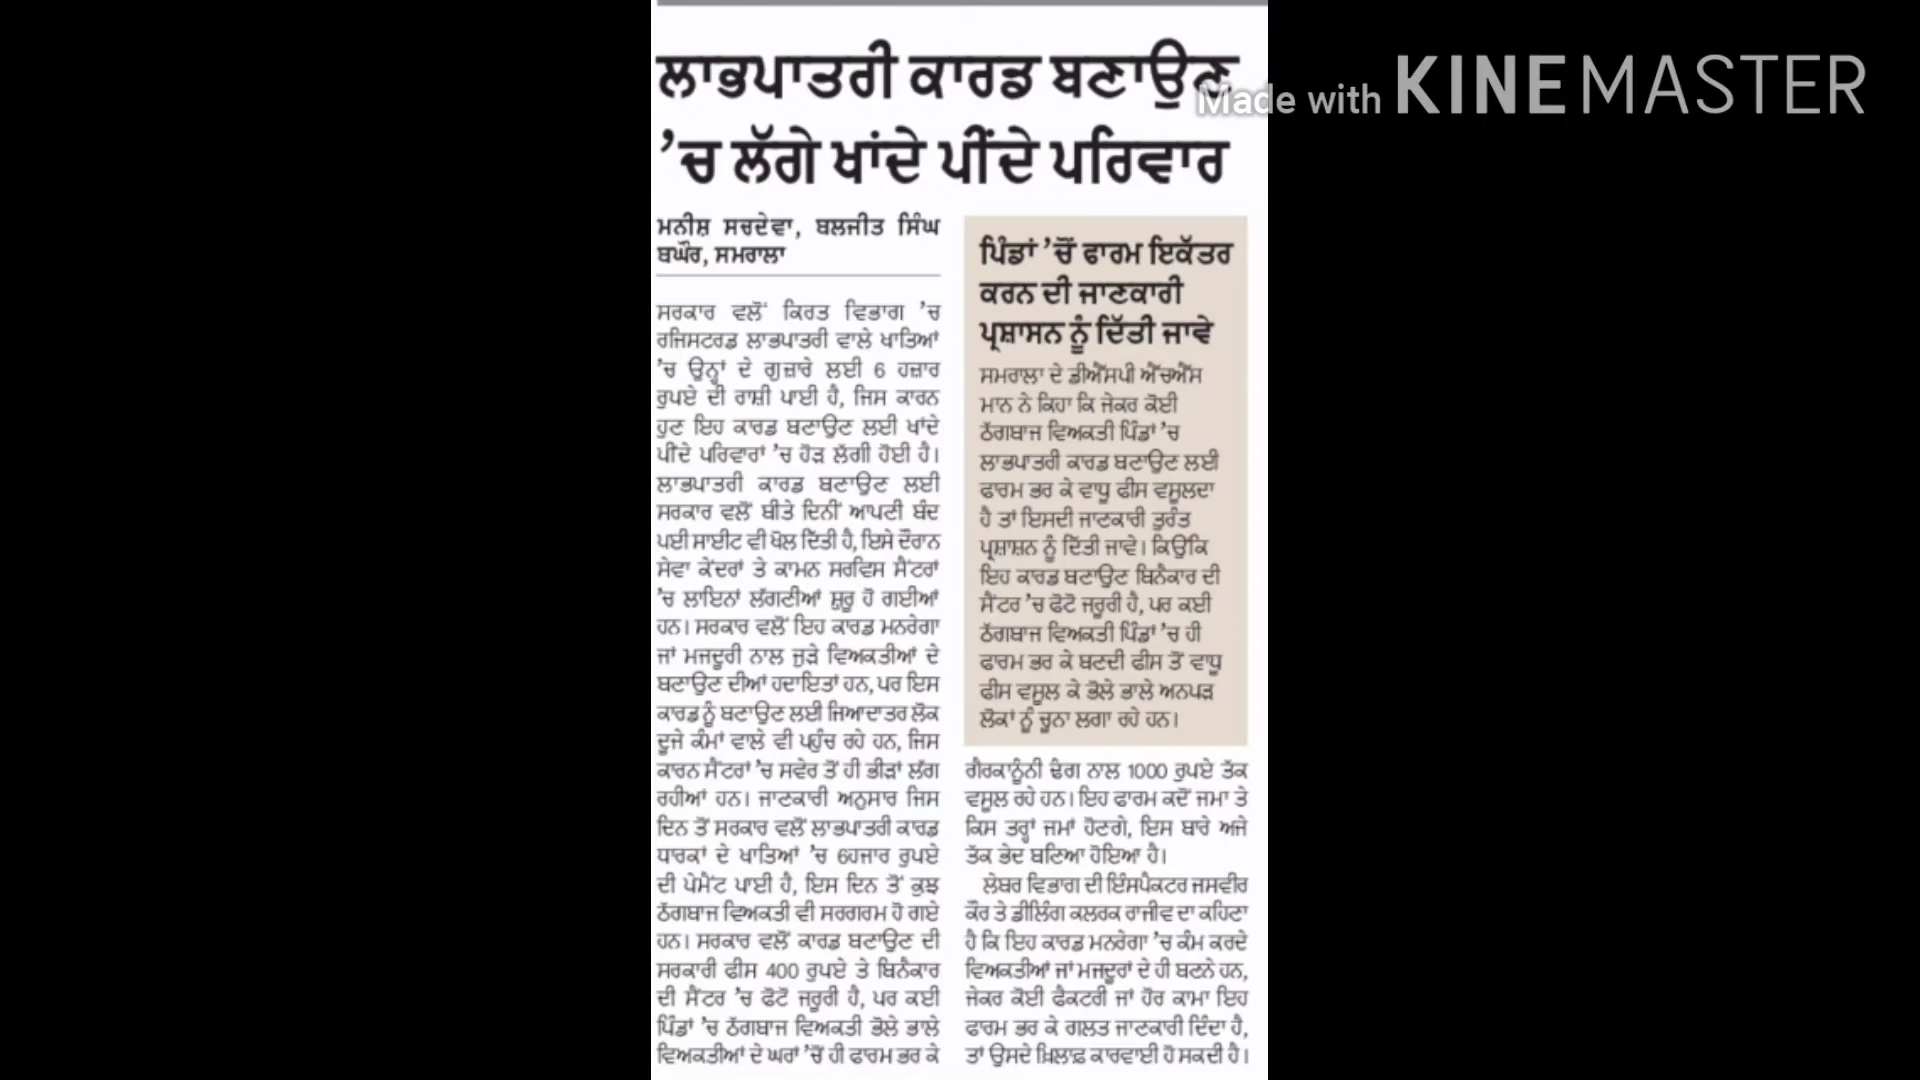 ਲਾਭਪਾਤਰੀ ਕਾਰਡ ਬਣਾਉਣ
’ਚ ਲੱਗੇ ਖਾਂਦੇ ਪੀਂਦੇ ਪਰਿਵਾਰ
Made with KINEMASTER
ਮਨੀਸ਼ ਸਚਦੇਵਾ, ਬਲਜੀਤ ਸਿੰਘ
ਬਘੌਰ, ਸਮਰਾਲਾ
ਸਰਕਾਰ ਵਲੋਂ ਕਿਰਤ ਵਿਭਾਗ ’ਚ
ਰਜਿਸਟਰਡ ਲਾਭਪਾਤਰੀ ਵਾਲੇ ਖਾਤਿਆਂ
’ਚ ਉਨ੍ਹਾਂ ਦੇ ਗੁਜ਼ਾਰੇ ਲਈ 6 ਹਜ਼ਾਰ
ਰੁਪਏ ਦੀ ਰਾਸ਼ੀ ਪਾਈ ਹੈ, ਜਿਸ ਕਾਰਨ
ਹੁਣ ਇਹ ਕਾਰਡ ਬਣਾਉਣ ਲਈ ਖਾਂਦੇ
ਪੀਂਦੇ ਪਰਿਵਾਰਾਂ ’ਚ ਹੋੜ ਲੱਗੀ ਹੋਈ ਹੈ।
ਲਾਭਪਾਤਰੀ ਕਾਰਡ ਬਣਾਉਣ ਲਈ
ਸਰਕਾਰ ਵਲੋਂ ਬੀਤੇ ਦਿਨੀਂ ਆਪਣੀ ਬੰਦ
ਪਈ ਸਾਈਟ ਵੀ ਖੋਲ ਦਿੱਤੀ ਹੈ, ਇਸੇ ਦੌਰਾਨ
ਸੇਵਾ ਕੇਂਦਰਾਂ ਤੇ ਕਾਮਨ ਸਰਵਿਸ ਸੈਂਟਰਾਂ
’ਚ ਲਾਇਨਾਂ ਲੱਗਣੀਆਂ ਸ਼ੁਰੂ ਹੋ ਗਈਆਂ
ਹਨ। ਸਰਕਾਰ ਵਲੋਂ ਇਹ ਕਾਰਡ ਮਨਰੇਗਾ
ਜਾਂ ਮਜਦੂਰੀ ਨਾਲ ਜੁੜੇ ਵਿਅਕਤੀਆਂ ਦੇ
ਬਣਾਉਣ ਦੀਆਂ ਹਦਾਇਤਾਂ ਹਨ, ਪਰ ਇਸ
ਕਾਰਡ ਨੂੰ ਬਣਾਉਣ ਲਈ ਜਿਆਦਾਤਰ ਲੋਕ
ਦੂਜੇ ਕੰਮਾਂ ਵਾਲੇ ਵੀ ਪਹੁੰਚ ਰਹੇ ਹਨ, ਜਿਸ
ਕਾਰਨ ਸੈਂਟਰਾਂ ’ਚ ਸਵੇਰ ਤੋਂ ਹੀ ਭੀੜਾਂ ਲੱਗ
ਰਹੀਆਂ ਹਨ। ਜਾਣਕਾਰੀ ਅਨੁਸਾਰ ਜਿਸ
ਦਿਨ ਤੋਂ ਸਰਕਾਰ ਵਲੋਂ ਲਾਭਪਾਤਰੀ ਕਾਰਡ
ਧਾਰਕਾਂ ਦੇ ਖਾਤਿਆਂ ’ਚ 6ਹਜਾਰ ਰੁਪਏ
ਦੀ ਪੇਮੈਂਟ ਪਾਈ ਹੈ, ਇਸ ਦਿਨ ਤੋਂ ਕੁਝ
ਠੱਗਬਾਜ ਵਿਅਕਤੀ ਵੀ ਸਰਗਰਮ ਹੋ ਗਏ
ਹਨ। ਸਰਕਾਰ ਵਲੋਂ ਕਾਰਡ ਬਣਾਉਣ ਦੀ
ਸਰਕਾਰੀ ਫੀਸ 400 ਰੁਪਏ ਤੇ ਬਿਨੈਕਾਰ
ਦੀ ਸੈਂਟਰ ’ਚ ਫੋਟੋ ਜਰੂਰੀ ਹੈ, ਪਰ ਕਈ
ਪਿੰਡਾਂ ’ਚ ਠੱਗਬਾਜ ਵਿਅਕਤੀ ਭੋਲੇ ਭਾਲੇ
ਵਿਅਕਤੀਆਂ ਦੇ ਘਰਾਂ ’ਚੋਂ ਹੀ ਫਾਰਮ ਭਰ ਕੇ
ਪਿੰਡਾਂ ’ਚੋਂ ਫਾਰਮ ਇਕੱਤਰ
ਕਰਨ ਦੀ ਜਾਣਕਾਰੀ
ਪ੍ਰਸ਼ਾਸਨ ਨੂੰ ਦਿੱਤੀ ਜਾਵੇ
ਸਮਰਾਲਾ ਦੇ ਡੀਐੱਸਪੀ ਐੱਚਐੱਸ
ਮਾਨ ਨੇ ਕਿਹਾ ਕਿ ਜੇਕਰ ਕੋਈ
ਠੱਗਬਾਜ ਵਿਅਕਤੀ ਪਿੰਡਾਂ ’ਚ
ਲਾਭਪਾਤਰੀ ਕਾਰਡ ਬਣਾਉਣ ਲਈ
ਫਾਰਮ ਭਰ ਕੇ ਵਾਧੂ ਫੀਸ ਵਸੂਲਦਾ
ਹੈ ਤਾਂ ਇਸਦੀ ਜਾਣਕਾਰੀ ਤੁਰੰਤ
ਪ੍ਰਸ਼ਾਸ਼ਨ ਨੂੰ ਦਿੱਤੀ ਜਾਵੇ। ਕਿਉਂਕਿ
ਇਹ ਕਾਰਡ ਬਣਾਉਣ ਬਿਨੈਕਾਰ ਦੀ
ਸੈਂਟਰ ’ਚ ਫੋਟੋ ਜਰੂਰੀ ਹੈ, ਪਰ ਕਈ
ਠੱਗਬਾਜ ਵਿਅਕਤੀ ਪਿੰਡਾਂ ’ਚ ਹੀ
ਫਾਰਮ ਭਰ ਕੇ ਬਣਦੀ ਫੀਸ ਤੋਂ ਵਾਧੂ
ਫੀਸ ਵਸੂਲ ਕੇ ਭੋਲੇ ਭਾਲੇ ਅਨਪੜ
ਲੋਕਾਂ ਨੂੰ ਚੂਨਾ ਲਗਾ ਰਹੇ ਹਨ।
ਗੈਰਕਾਨੂੰਨੀ ਢੰਗ ਨਾਲ 1000 ਰੁਪਏ ਤੱਕ
ਵਸੂਲ ਰਹੇ ਹਨ। ਇਹ ਫਾਰਮ ਕਦੋਂ ਜਮਾ ਤੇ
ਕਿਸ ਤਰ੍ਹਾਂ ਜਮਾਂ ਹੋਣਗੇ, ਇਸ ਬਾਰੇ ਅਜੇ
ਤੱਕ ਭੇਦ ਬਣਿਆ ਹੋਇਆ ਹੈ।
ਲੇਬਰ ਵਿਭਾਗ ਦੀ ਇੰਸਪੈਕਟਰ ਜਸਵੀਰ
ਕੌਰ ਤੇ ਡੀਲਿੰਗ ਕਲਰਕ ਰਾਜੀਵ ਦਾ ਕਹਿਣਾ
ਹੈ ਕਿ ਇਹ ਕਾਰਡ ਮਨਰੇਗਾ ’ਚ ਕੰਮ ਕਰਦੇ
ਵਿਅਕਤੀਆਂ ਜਾਂ ਮਜਦੂਰਾਂ ਦੇ ਹੀ ਬਣਨੇ ਹਨ,
ਜੇਕਰ ਕੋਈ ਫੈਕਟਰੀ ਜਾਂ ਹੋਰ ਕਾਮਾ ਇਹ
ਫਾਰਮ ਭਰ ਕੇ ਗਲਤ ਜਾਣਕਾਰੀ ਦਿੰਦਾ ਹੈ,
ਤਾਂ ਉਸਦੇ ਖ਼ਿਲਾਫ਼ ਕਾਰਵਾਈ ਹੋ ਸਕਦੀ ਹੈ।